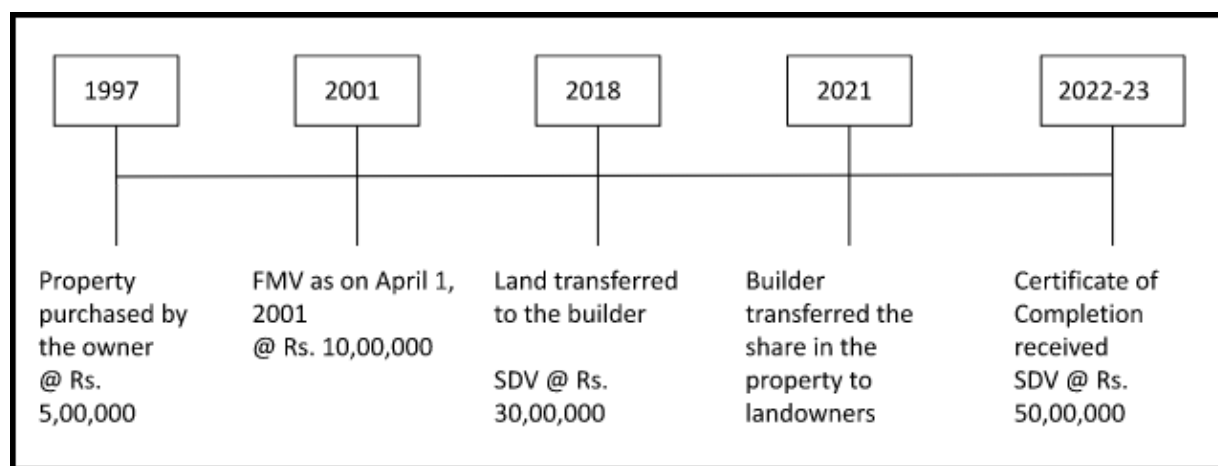 1997
2001
2018
2021
2022-23
Property
purchased by
the owner
@ Rs.
5,00,000
FMV as on April 1,
2001
@ Rs. 10,00,000
Land transferred
to the builder
SDV @ Rs.
30,00,000
Builder
transferred the
share in the
property to
landowners
Certificate of
Completion
received
SDV @ Rs.
50,00,000